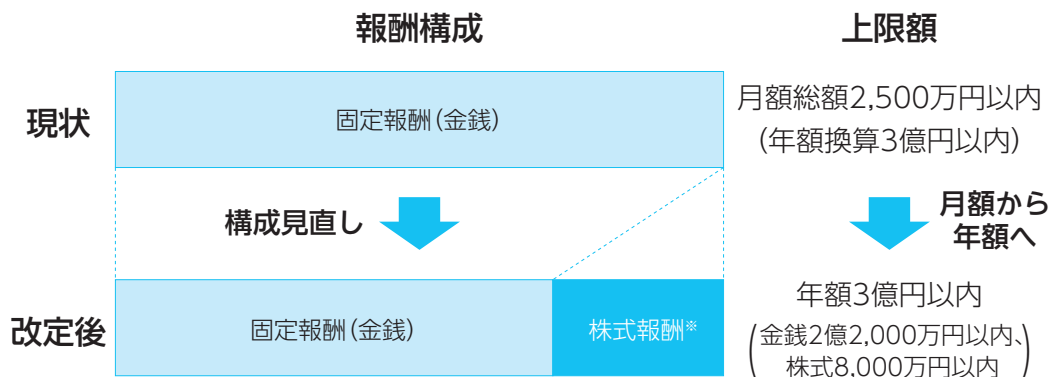 報酬構成
上限額
現状
固定報酬(金銭)
月額総額2,500万円以内
(年額換算3億円以内)
構成見直し
月額から
年額へ
改定後
固定報酬(金銭)
株式報酬※
年額3億円以内
(金銭2億2,000万円以内、
株式8,000万円以内)